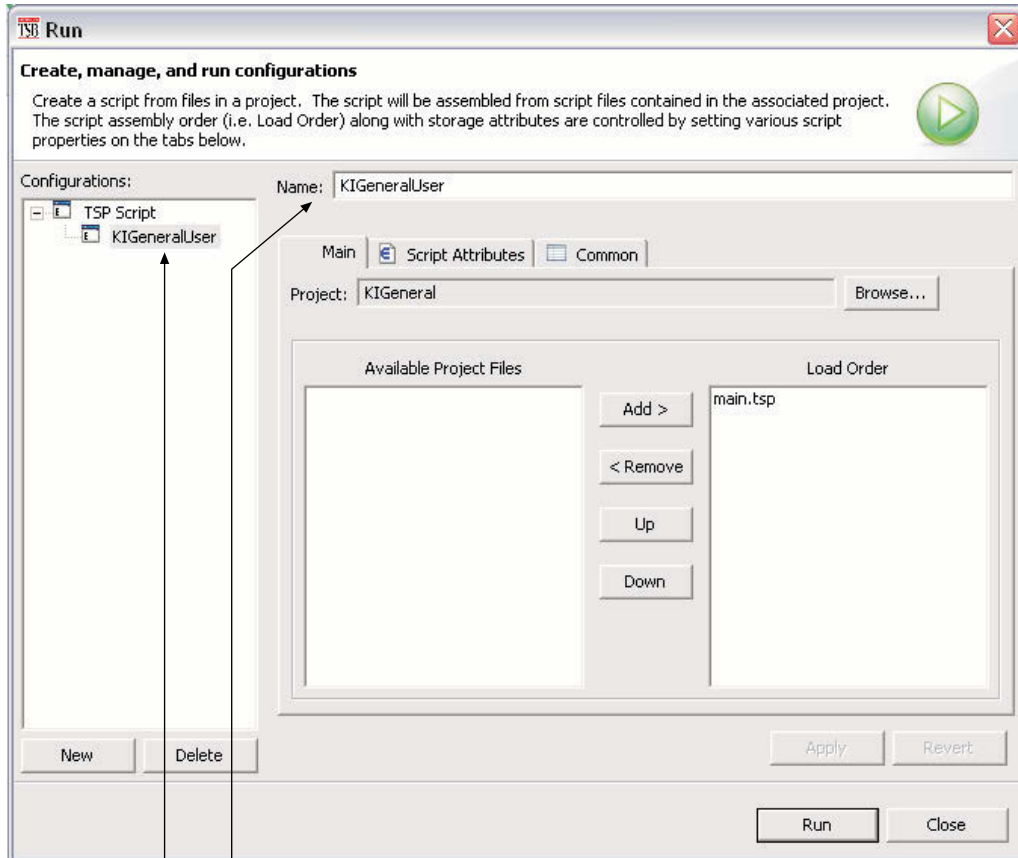 TSB Run
Create, manage, and run configurations
Create a script from files in a project. The script will be assembled from script files contained in the associated project.
The script assembly order (i.e. Load Order) along with storage attributes are controlled by setting various script
properties on the tabs below.
Configurations:
TSP Script
KIGeneralUser
Name: KIGeneralUser
Main Script Attributes Common
Project: KIGeneral Browse...
Available Project Files Load Order
main.tsp
Add >
< Remove
Up
Down
New Delete
Apply Revert
Run Close